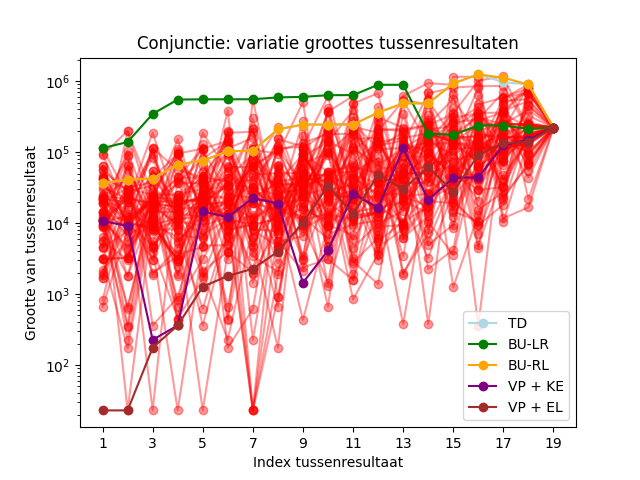 Conjunctie: variatie groottes tussenresultaten
Grootte van tussenresultaat
10^6
10^5
10^4
10^3
10^2
1 3 5 7 9 11 13 15 17 19
Index tussenresultaat
TD
BU-LR
BU-RL
VP + KE
VP + EL